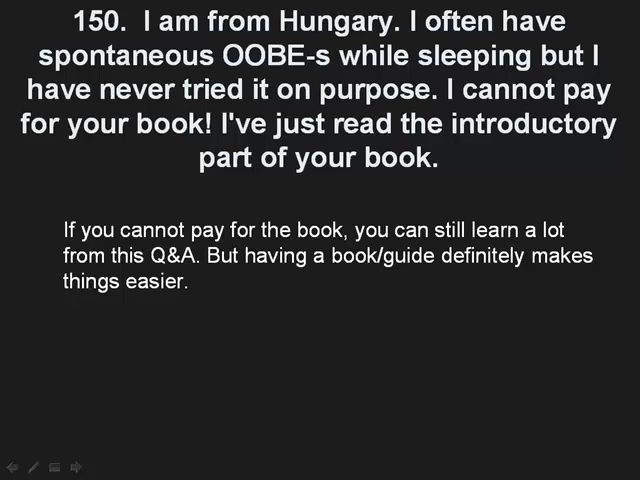 150.  I am from Hungary. I often have
spontaneous OOBE-s while sleeping but I
have never tried it on purpose. I cannot pay
for your book! I've just read the introductory
part of your book.
If you cannot pay for the book, you can still learn a lot
from this Q&A. But having a book/guide definitely makes
things easier.